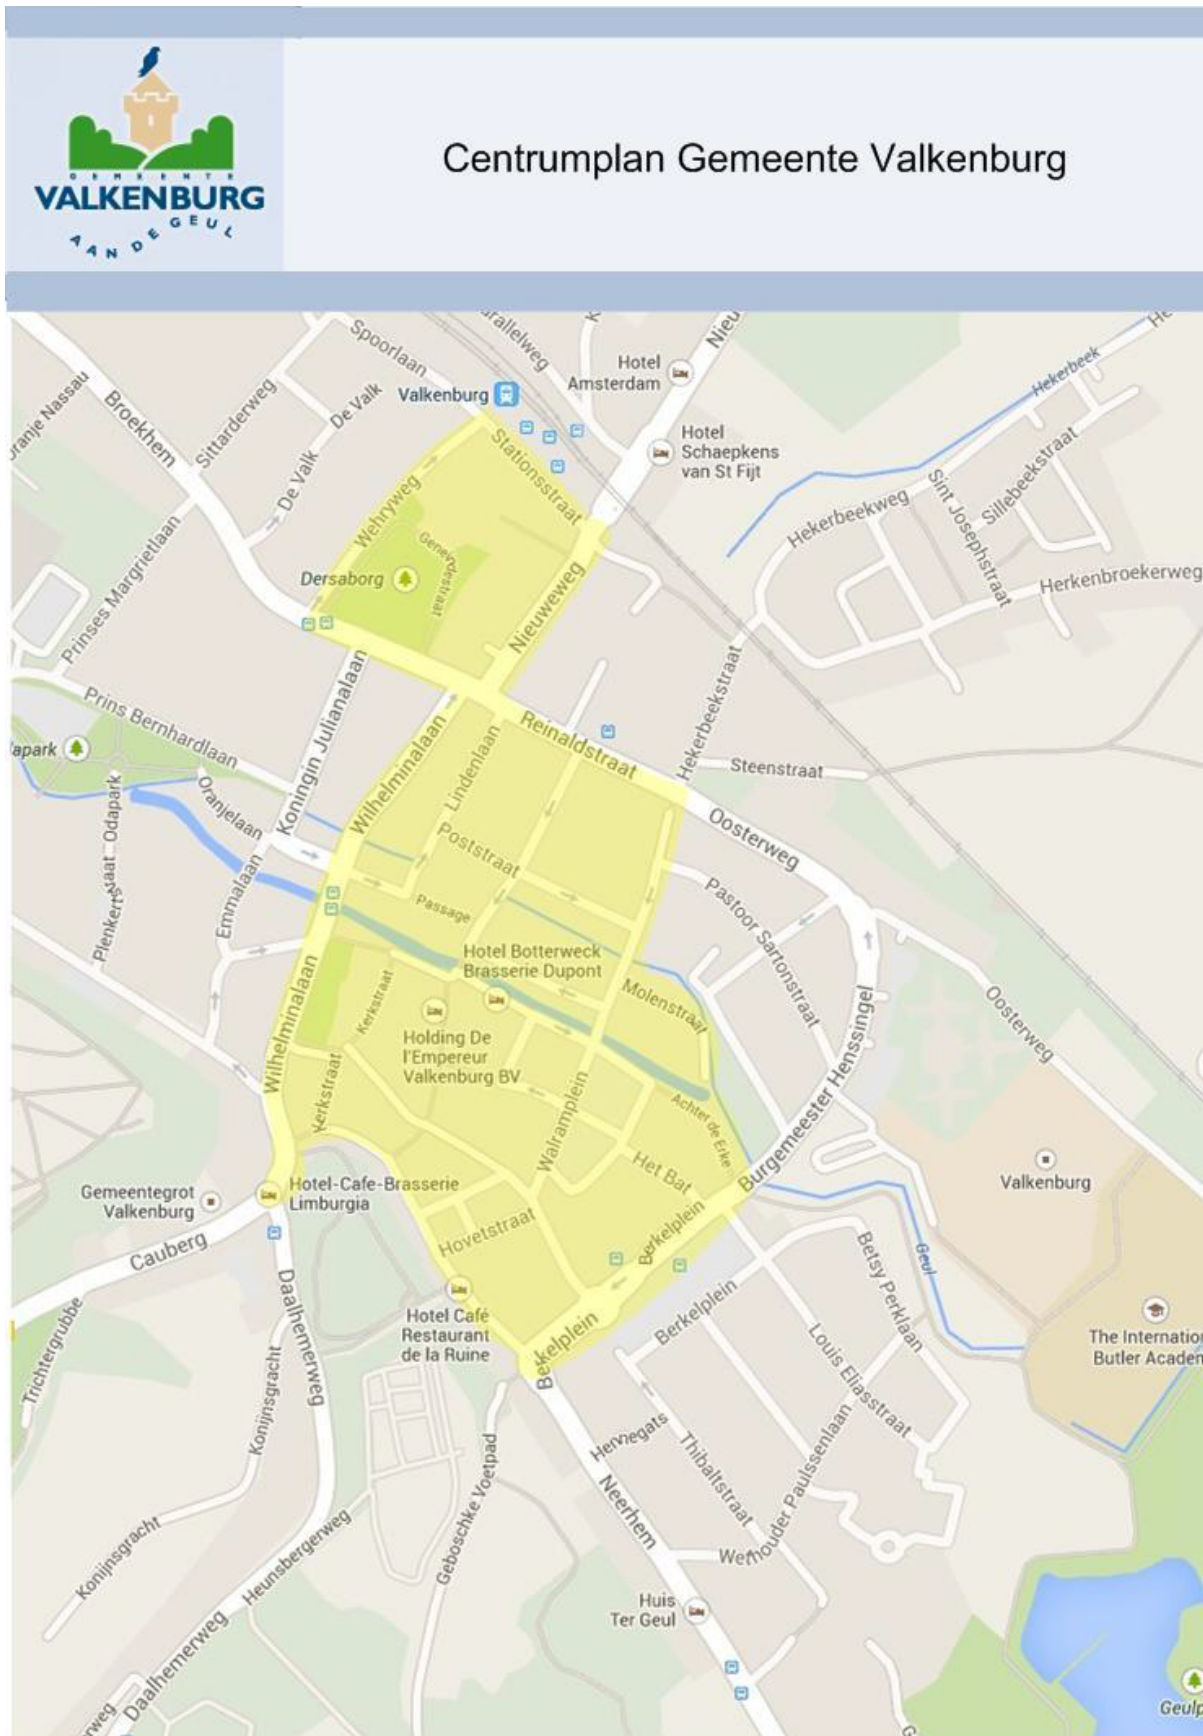 GEMEENTE
VALKENBURG
AAN DE GEUL
Centrumplan Gemeente Valkenburg
Spoorlaan
Hotel
Amsterdam
Valkenburg
Hekerbeek
Broekhem
Sittarderweg
De Valk
De Valk
Stationsstraat
Hotel
Schaepkens
van St Fijt
Sillebeekstraat
Sint Josephstraat
Hekerbeekweg
Herkenbroekerweg
Wehryweg
Dersaborg
Nieuweweg
Prinses Margrietlaan
Prins Bernhardlaan
Koningin Julianalaan
Wilhelminalaan
Lindenlaan
Reinaldstraat
Hekerbeekstraat
Steenstraat
Oranjelaan
Odapark
Poststraat
Oosterweg
Emmalaan
Passage
Pastoor Sartonstraat
Hotel Botterweck
Brasserie Dupont
Kerkstraat
Molenstraat
Oosterweg
Wilhelminalaan
Holding De
l'Empereur
Valkenburg BV
Burgemeester Henssingel
Kerkstraat
Walramplein
Achter de Erke
Het Bat
Valkenburg
Gemeentegrot
Valkenburg
Hotel-Cafe-Brasserie
Limburgia
Hovetstraat
Berkelplein
Cauberg
Geul
Betsy Perklaan
Daalhemerweg
Hotel Café
Restaurant
de la Ruine
Berkelplein
Berkelplein
Trichtergrubbe
Louis Eliasstraat
The Internatio
Butler Academ
Konijnsgracht
Geboschke Voetpad
Neerhem
Thibaltstraat
Wethouder Paulssenlaan
Konijnsgracht
Heunsbergerweg
Huis
Ter Geul
Daalhemerweg
Geulp